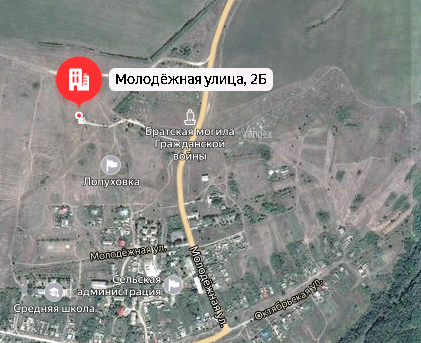 Молодёжная улица, 2Б
Братская могила
Гражданской
войны
Yandex
Лопуховка
Молодёжная ул.
Молодёжная ул.
Сельская
администрация
Октябрьская ул.
Средняя школа